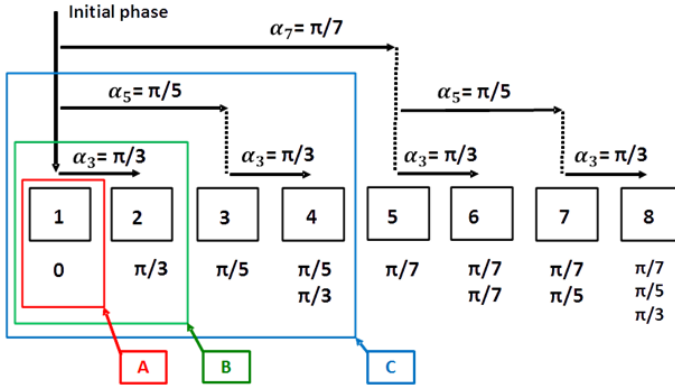 Initial phase
α₇= π/7
α₅= π/5 α₅= π/5
α₃= π/3 α₃= π/3 α₃= π/3 α₃= π/3
1 2 3 4 5 6 7 8
0 π/3 π/5 π/5 π/7 π/7 π/7 π/7
π/3 π/7 π/5 π/5
π/3
A B C